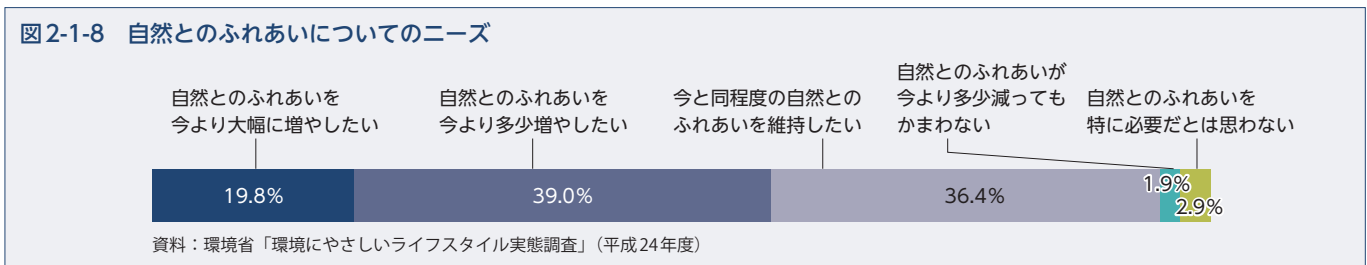 図2-1-8 自然とのふれあいについてのニーズ
自然とのふれあいを
今より大幅に増やしたい
自然とのふれあいを
今より多少増やしたい
今と同程度の自然との
ふれあいを維持したい
自然とのふれあいが
今より多少減っても
かまわない
自然とのふれあいを
特に必要だとは思わない
19.8%
39.0%
36.4%
1.9%
2.9%
資料：環境省「環境にやさしいライフスタイル実態調査」（平成24年度）